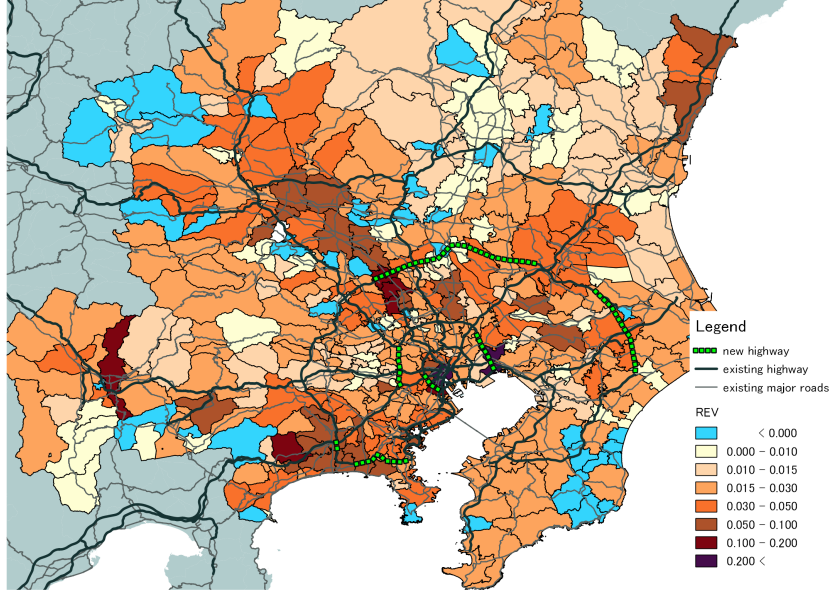 Legend
new highway
existing highway
existing major roads
REV
< 0.000
0.000 – 0.010
0.010 – 0.015
0.015 – 0.030
0.030 – 0.050
0.050 – 0.100
0.100 – 0.200
0.200 <